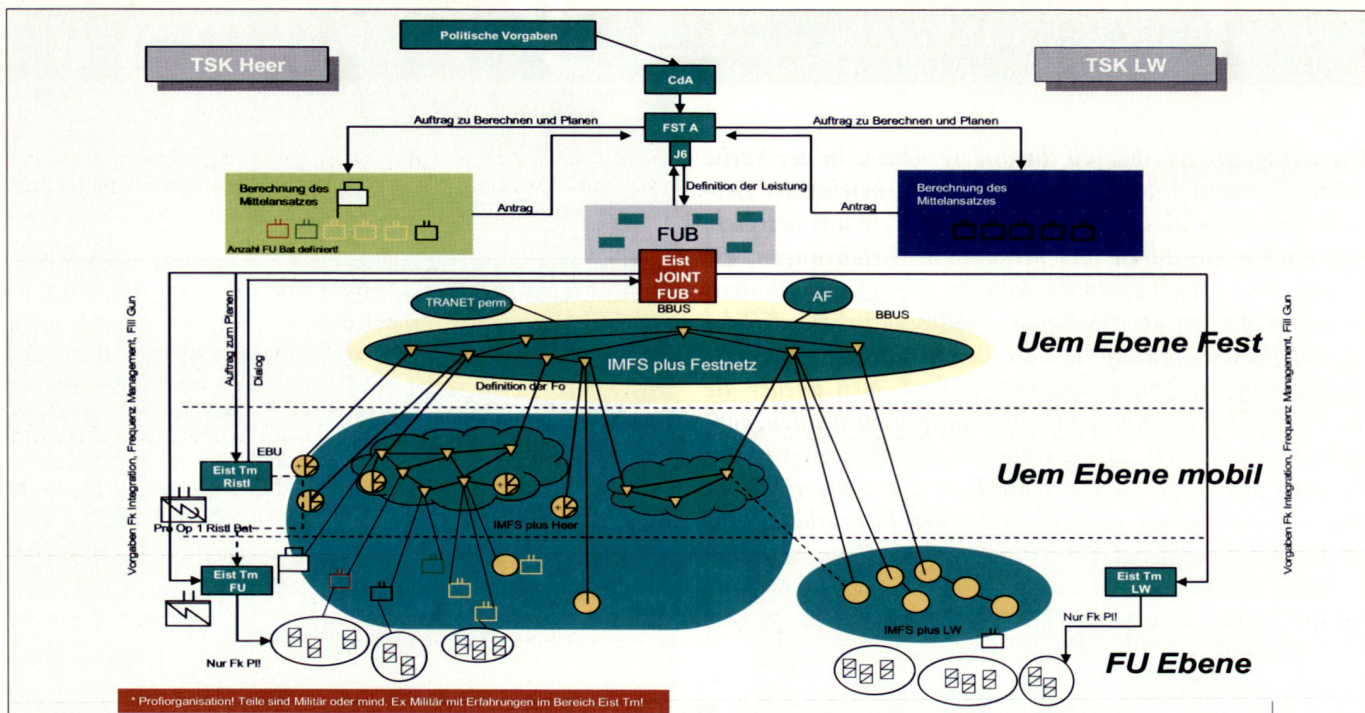 Politische Vorgaben
TSK Heer
TSK LW
CdA
Auftrag zu Berechnen und Planen
FST A
Auftrag zu Berechnen und Planen
J6
Berechnung des
Mittelansatzes
Definition der Leistung
Berechnung des
Mittelansatzes
Antrag
Antrag
Anzahl FU Bat definiert!
FUB
Eist
JOINT
FUB *
TRANET perm
BBUS
AF
BBUS
Uem Ebene Fest
IMFS plus Festnetz
Definition der Fo
Vorgaben Fk Integration, Frequenz Management, Fill Gun
Auftrag zum Planen
Dialog
Vorgaben Fk Integration, Frequenz Management, Fill Gun
EBU
Eist Tm
Ristl
Uem Ebene mobil
IMFS plus Heer
Pro Op 1 Ristl Bat
Eist Tm
FU
Eist Tm
LW
IMFS plus LW
Nur Fk Pl!
Nur Fk Pl!
FU Ebene
* Profiorganisation! Teile sind Militär oder mind. Ex Militär mit Erfahrungen im Bereich Eist Tm!